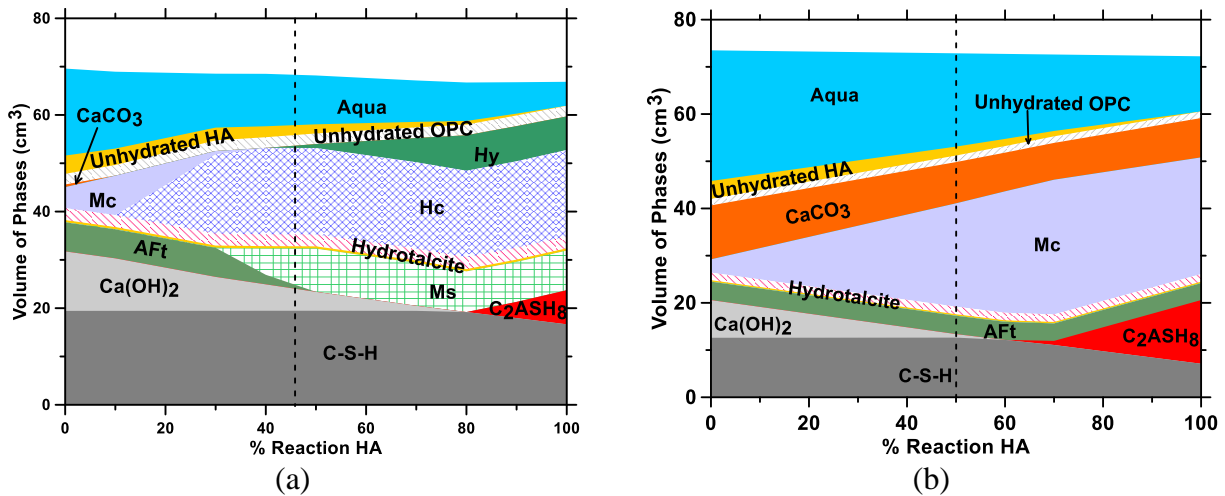 80
60
40
20
0
Volume of Phases (cm3)
CaCO3
Aqua
Unhydrated HA
Unhydrated OPC
Hy
Mc
Hc
AFt
Hydrotalcite
Ca(OH)2
Ms
C2ASH8
C-S-H
0 20 40 60 80 100
% Reaction HA
(a)
80
60
40
20
0
Volume of Phases (cm3)
Aqua
Unhydrated OPC
Unhydrated HA
CaCO3
Mc
Hydrotalcite
Ca(OH)2
AFt
C2ASH8
C-S-H
0 20 40 60 80 100
% Reaction HA
(b)